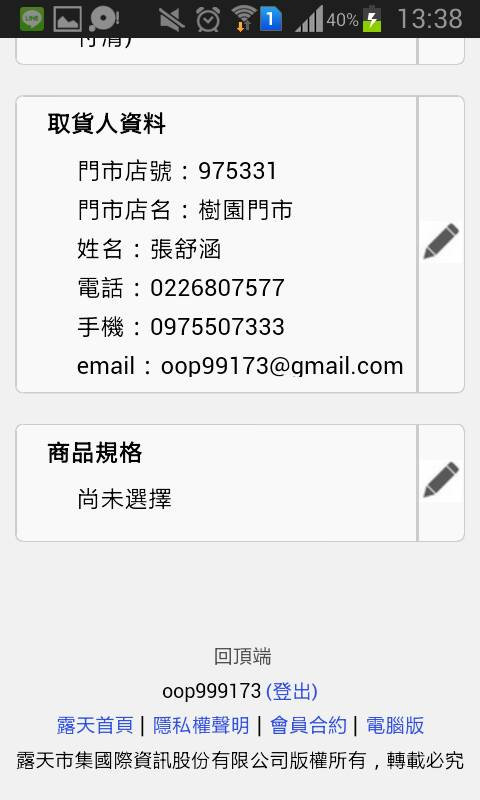 LINE 1 40% 13:38
取貨人資料
門市店號：975331
門市店名：樹園門市
姓名：張舒涵
電話：0226807577
手機：0975507333
email：oop99173@gmail.com
商品規格
尚未選擇
回頂端
oop999173 (登出)
露天首頁 | 隱私權聲明 | 會員合約 | 電腦版
露天市集國際資訊股份有限公司版權所有，轉載必究